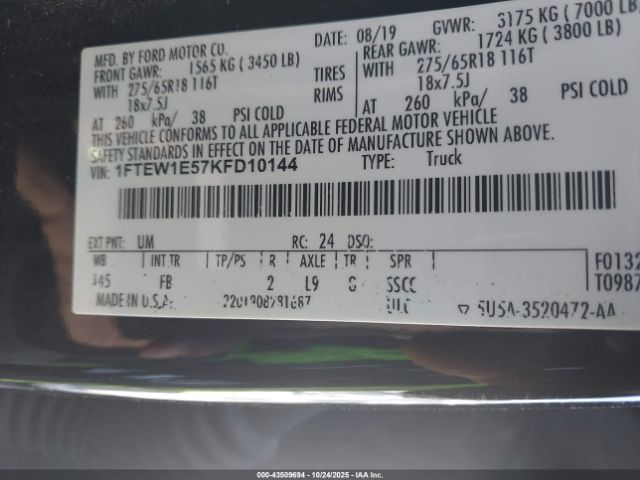 MFD. BY FORD MOTOR CO.
DATE: 08/19 GVWR: 3175 KG ( 7000 LB
FRONT GAWR: 1565 KG ( 3450 LB) REAR GAWR: 1724 KG ( 3800 LB)
WITH 275/65R18 116T TIRES WITH 275/65R18 116T
18x7.5J RIMS 18x7.5J
AT 260 kPa/ 38 PSI COLD AT 260 kPa/ 38 PSI COLD
THIS VEHICLE CONFORMS TO ALL APPLICABLE FEDERAL MOTOR VEHICLE
SAFETY STANDARDS IN EFFECT ON THE DATE OF MANUFACTURE SHOWN ABOVE.
VIN: 1FTEW1E57KFD10144 TYPE: Truck
EXT PNT: UM RC: 24 DSO:
WB INT TR TP/PS R AXLE TR SPR F0132
145 FB 2 L9 SSCC T0987
MADE IN U.S.A. 5U5A-3520472-AA
000-43509694 - 10/24/2025 - IAAI.COM